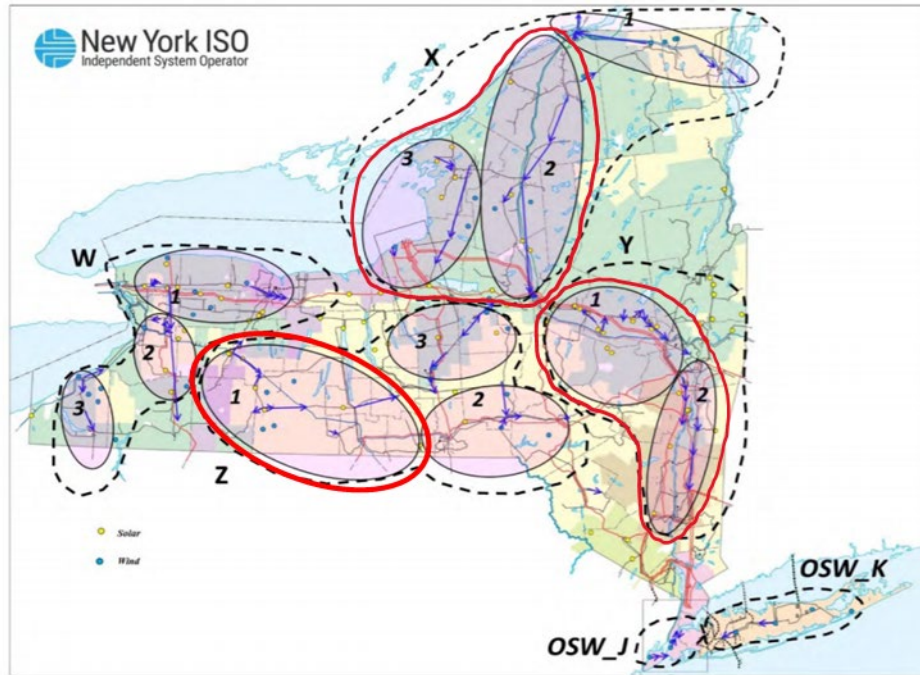 New York ISO
Independent System Operator
X
1
3
2
W
Y
1
1
2
3
2
3
1
2
Z
Solar
Wind
OSW_K
OSW_J